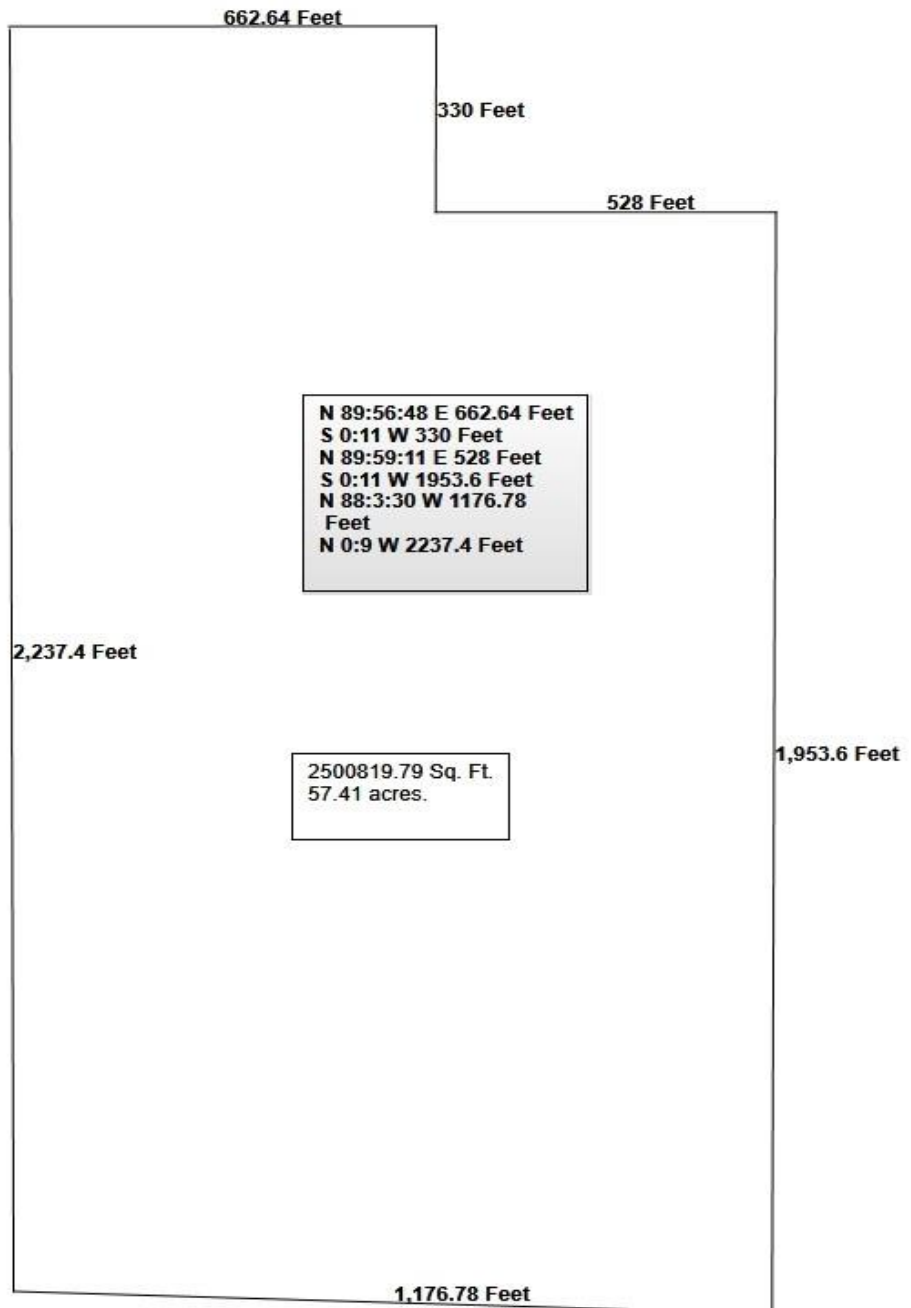 662.64 Feet
330 Feet
528 Feet
N 89:56:48 E 662.64 Feet
S 0:11 W 330 Feet
N 89:59:11 E 528 Feet
S 0:11 W 1953.6 Feet
N 88:3:30 W 1176.78
Feet
N 0:9 W 2237.4 Feet
2,237.4 Feet
1,953.6 Feet
2500819.79 Sq. Ft.
57.41 acres.
1,176.78 Feet